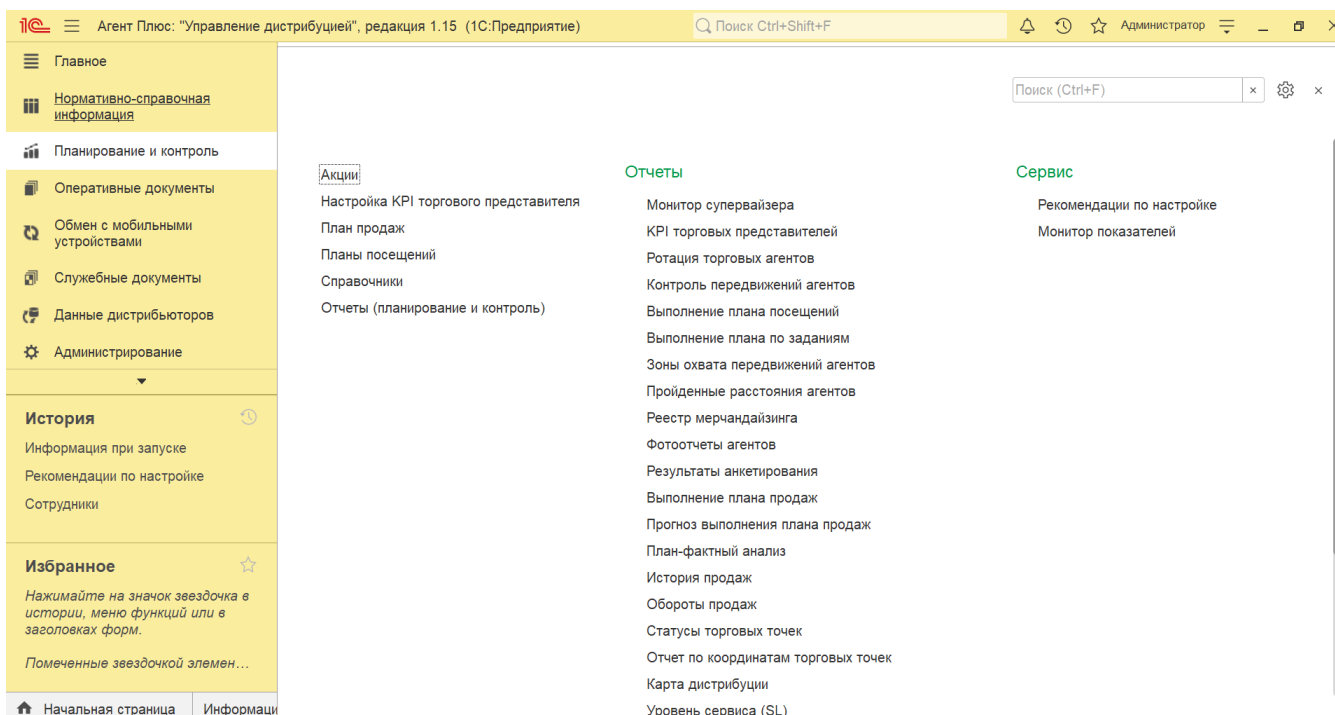 1С Агент Плюс: "Управление дистрибуцией", редакция 1.15 (1С:Предприятие)
Поиск Ctrl+Shift+F
Администратор
Главное
Нормативно-справочная
информация
Планирование и контроль
Оперативные документы
Обмен с мобильными
устройствами
Служебные документы
Данные дистрибьюторов
Администрирование
История
Информация при запуске
Рекомендации по настройке
Сотрудники
Избранное
Нажимайте на значок звездочка в
истории, меню функций или в
заголовках форм.
Помеченные звездочкой элемен...
Начальная страница
Информаци
Поиск (Ctrl+F)
Акции
Настройка KPI торгового представителя
План продаж
Планы посещений
Справочники
Отчеты (планирование и контроль)
Отчеты
Монитор супервайзера
KPI торговых представителей
Ротация торговых агентов
Контроль передвижений агентов
Выполнение плана посещений
Выполнение плана по заданиям
Зоны охвата передвижений агентов
Пройденные расстояния агентов
Реестр мерчандайзинга
Фотоотчеты агентов
Результаты анкетирования
Выполнение плана продаж
Прогноз выполнения плана продаж
План-фактный анализ
История продаж
Обороты продаж
Статусы торговых точек
Отчет по координатам торговых точек
Карта дистрибуции
Уровень сервиса (SL)
Сервис
Рекомендации по настройке
Монитор показателей